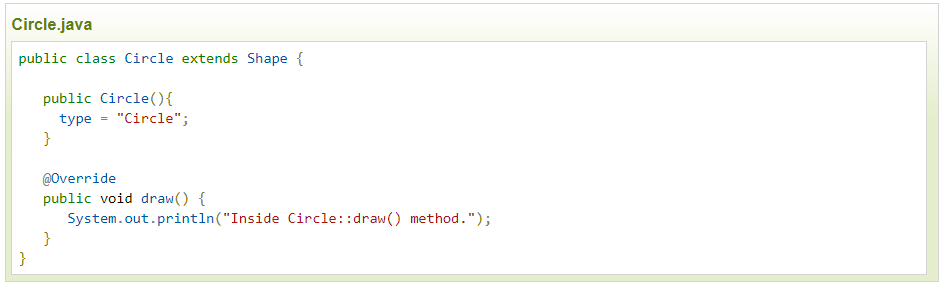 Circle.java
public class Circle extends Shape {
public Circle(){
type = "Circle";
}
@Override
public void draw() {
System.out.println("Inside Circle::draw() method.");
}
}